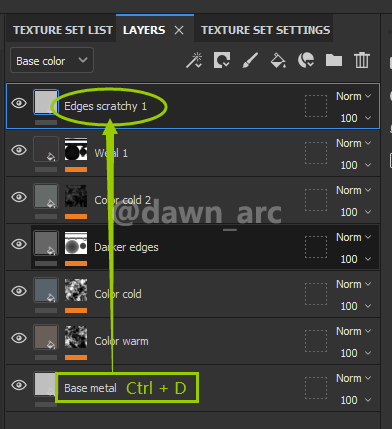 TEXTURE SET LIST LAYERS × TEXTURE SET SETTINGS
Base color
Edges scratchy 1 Norm
100
Weal 1 Norm
100
Color cold 2 Norm
100
@dawn_arc
Darker edges Norm
100
Color cold Norm
100
Color warm Norm
100
Base metal Ctrl + D Norm
100